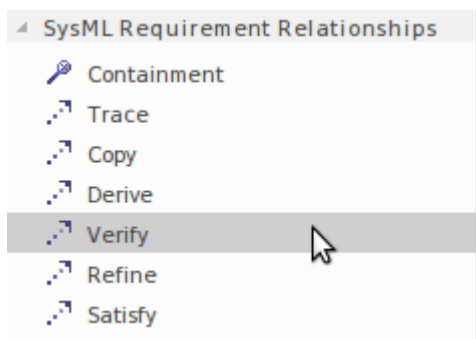 SysML Requirement Relationships
Containment
Trace
Copy
Derive
Verify
Refine
Satisfy